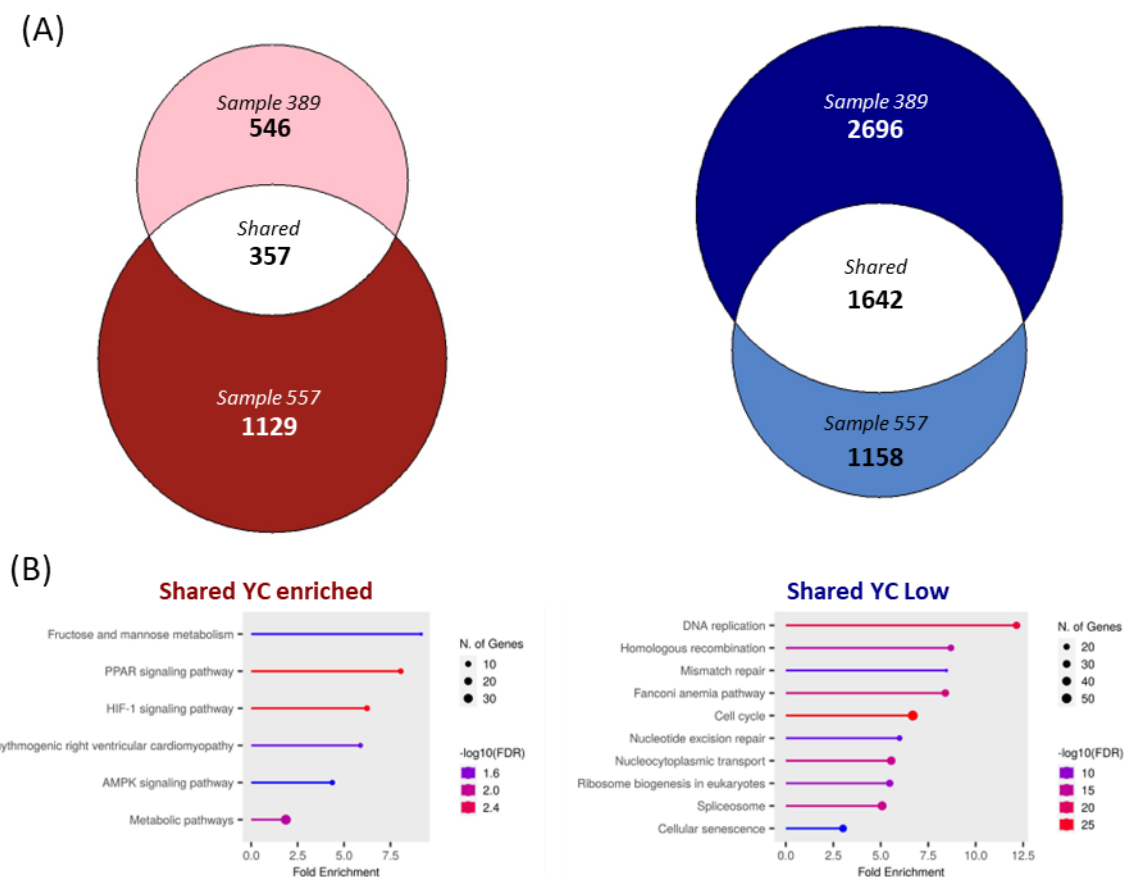 (A)
Sample 389
546
Shared
357
Sample 557
1129
Sample 389
2696
Shared
1642
Sample 557
1158
(B)
Shared YC enriched
Fructose and mannose metabolism
PPAR signaling pathway
HIF-1 signaling pathway
right ventricular cardiomyopathy
AMPK signaling pathway
Metabolic pathways
0.0 2.5 5.0 7.5
Fold Enrichment
N. of Genes
10
20
30
-log10(FDR)
1.6
2.0
2.4
Shared YC Low
DNA replication
Homologous recombination
Mismatch repair
Fanconi anemia pathway
Cell cycle
Nucleotide excision repair
Nucleocytoplasmic transport
Ribosome biogenesis in eukaryotes
Spliceosome
Cellular senescence
0.0 2.5 5.0 7.5 10.0 12.5
Fold Enrichment
N. of Genes
20
30
40
50
-log10(FDR)
10
15
20
25